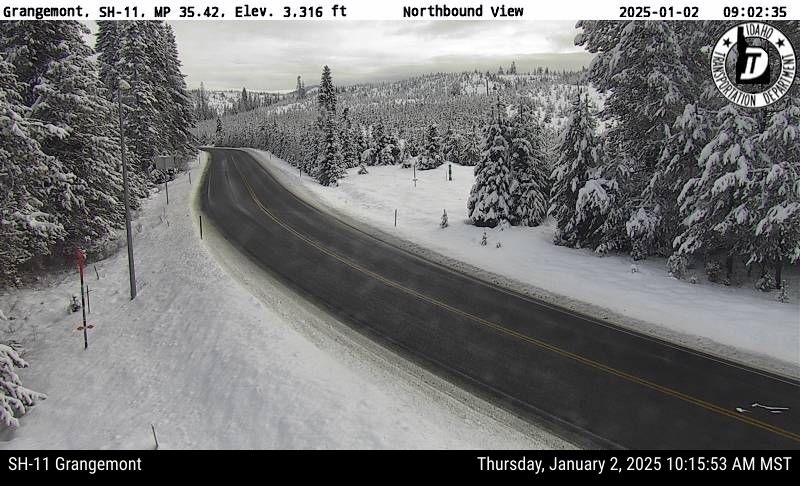 Grangemont, SH-11, MP 35.42, Elev. 3,316 ft Northbound View 2025-01-02 09:02:35
IDAHO
TRANSPORTATION DEPARTMENT
SH-11 Grangemont Thursday, January 2, 2025 10:15:53 AM MST